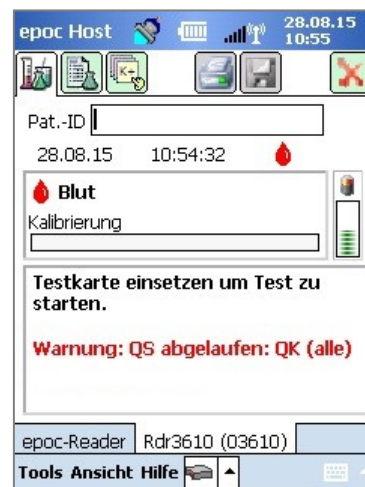 epoc Host 28.08.15
10:55
K+
Pat.-ID
28.08.15 10:54:32
Blut
Kalibrierung
Testkarte einsetzen um Test zu
starten.
Warnung: QS abgelaufen: QK (alle)
epoc-Reader Rdr3610 (03610)
Tools Ansicht Hilfe